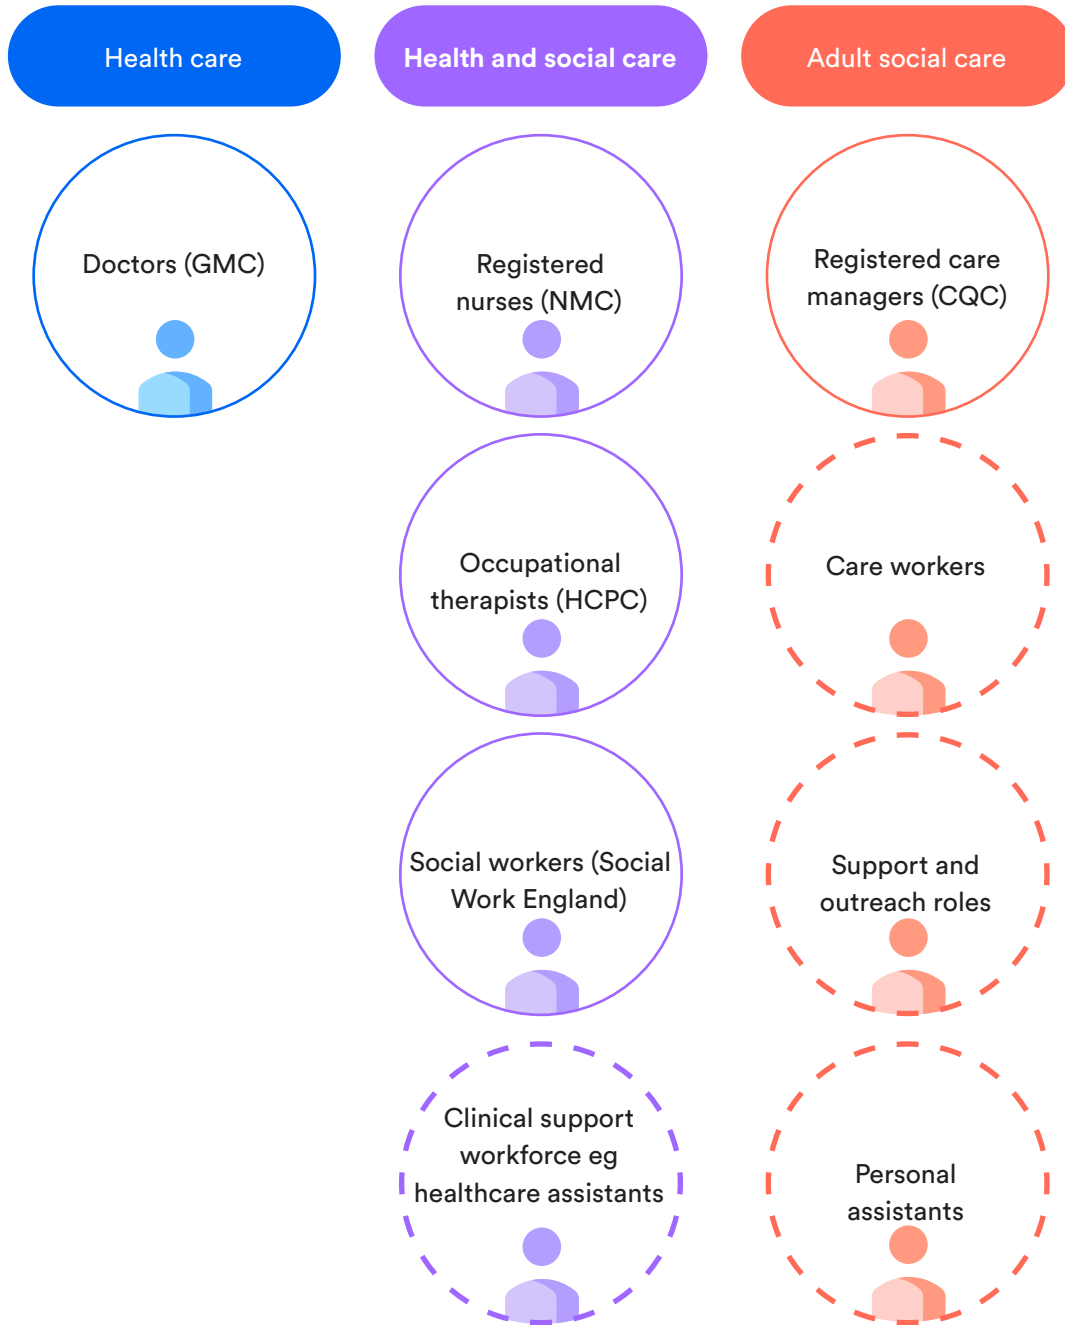 Health care
Health and social care
Adult social care
Doctors (GMC)
Registered
nurses (NMC)
Registered care
managers (CQC)
Occupational
therapists (HCPC)
Care workers
Social workers (Social
Work England)
Support and
outreach roles
Clinical support
workforce eg
healthcare assistants
Personal
assistants